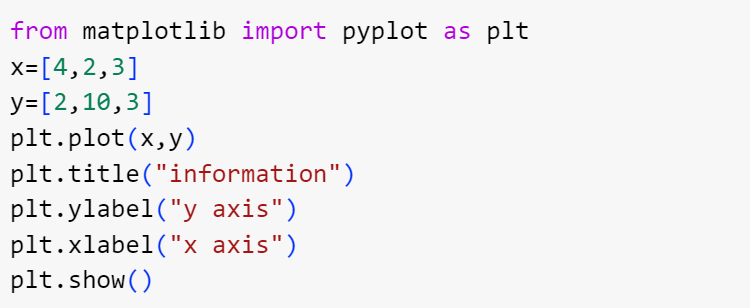 from matplotlib import pyplot as plt
x=[4,2,3]
y=[2,10,3]
plt.plot(x,y)
plt.title("information")
plt.ylabel("y axis")
plt.xlabel("x axis")
plt.show()